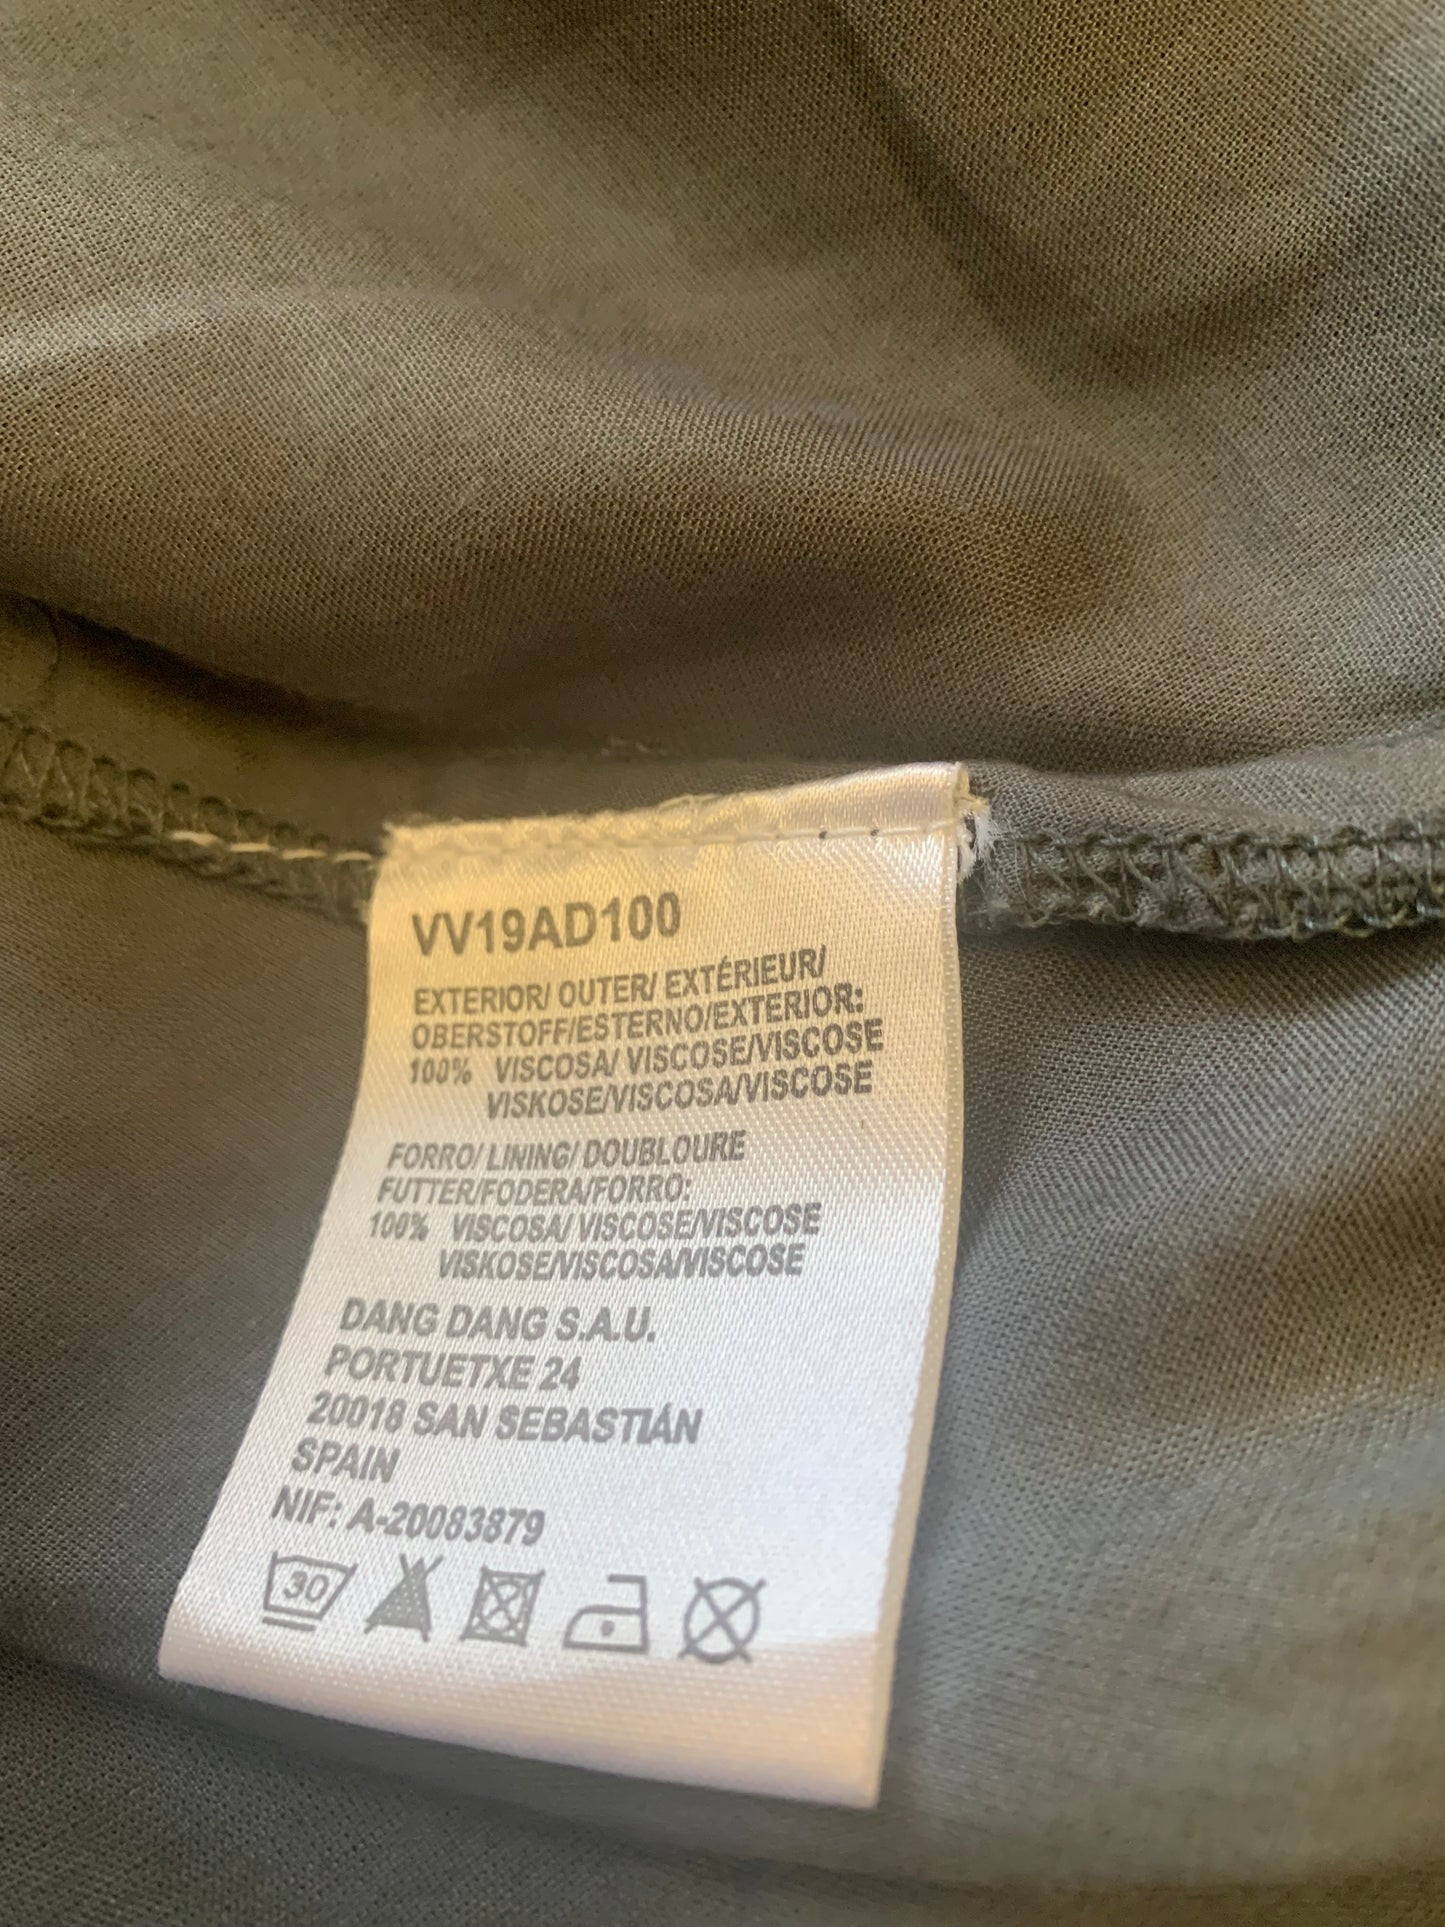 VV19AD100
EXTERIOR/ OUTER/ EXTÉRIEUR/
OBERSTOFF/ESTERNO/EXTERIOR:
100% VISCOSA/ VISCOSE/VISCOSE
VISKOSE/VISCOSA/VISCOSE
FORRO/ LINING/ DOUBLOURE
FUTTER/FODERA/FORRO:
100% VISCOSA/ VISCOSE/VISCOSE
VISKOSE/VISCOSA/VISCOSE
DANG DANG S.A.U.
PORTUETXE 24
20018 SAN SEBASTIÁN
SPAIN
NIF: A-20083879
30